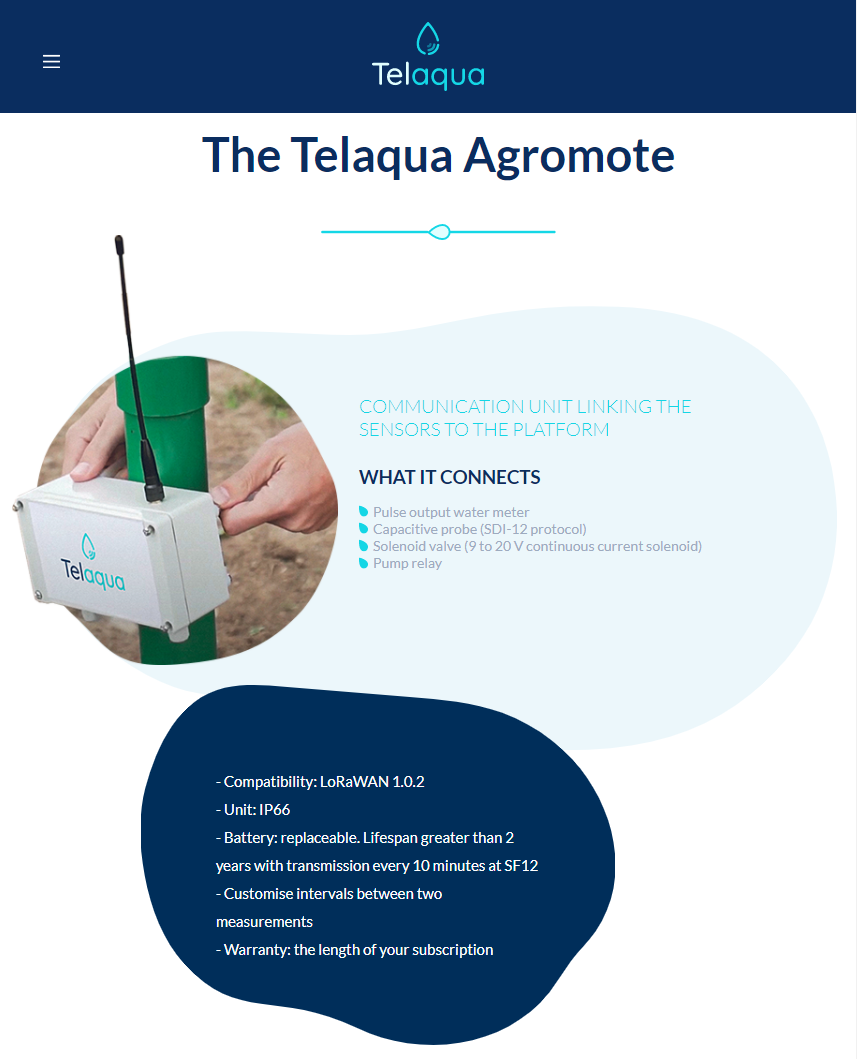 Telaqua
The Telaqua Agromote
COMMUNICATION UNIT LINKING THE
SENSORS TO THE PLATFORM
WHAT IT CONNECTS
Pulse output water meter
Capacitive probe (SDI-12 protocol)
Solenoid valve (9 to 20 V continuous current solenoid)
Pump relay
Telaqua
- Compatibility: LoRaWAN 1.0.2
- Unit: IP66
- Battery: replaceable. Lifespan greater than 2
years with transmission every 10 minutes at SF12
- Customise intervals between two
measurements
- Warranty: the length of your subscription